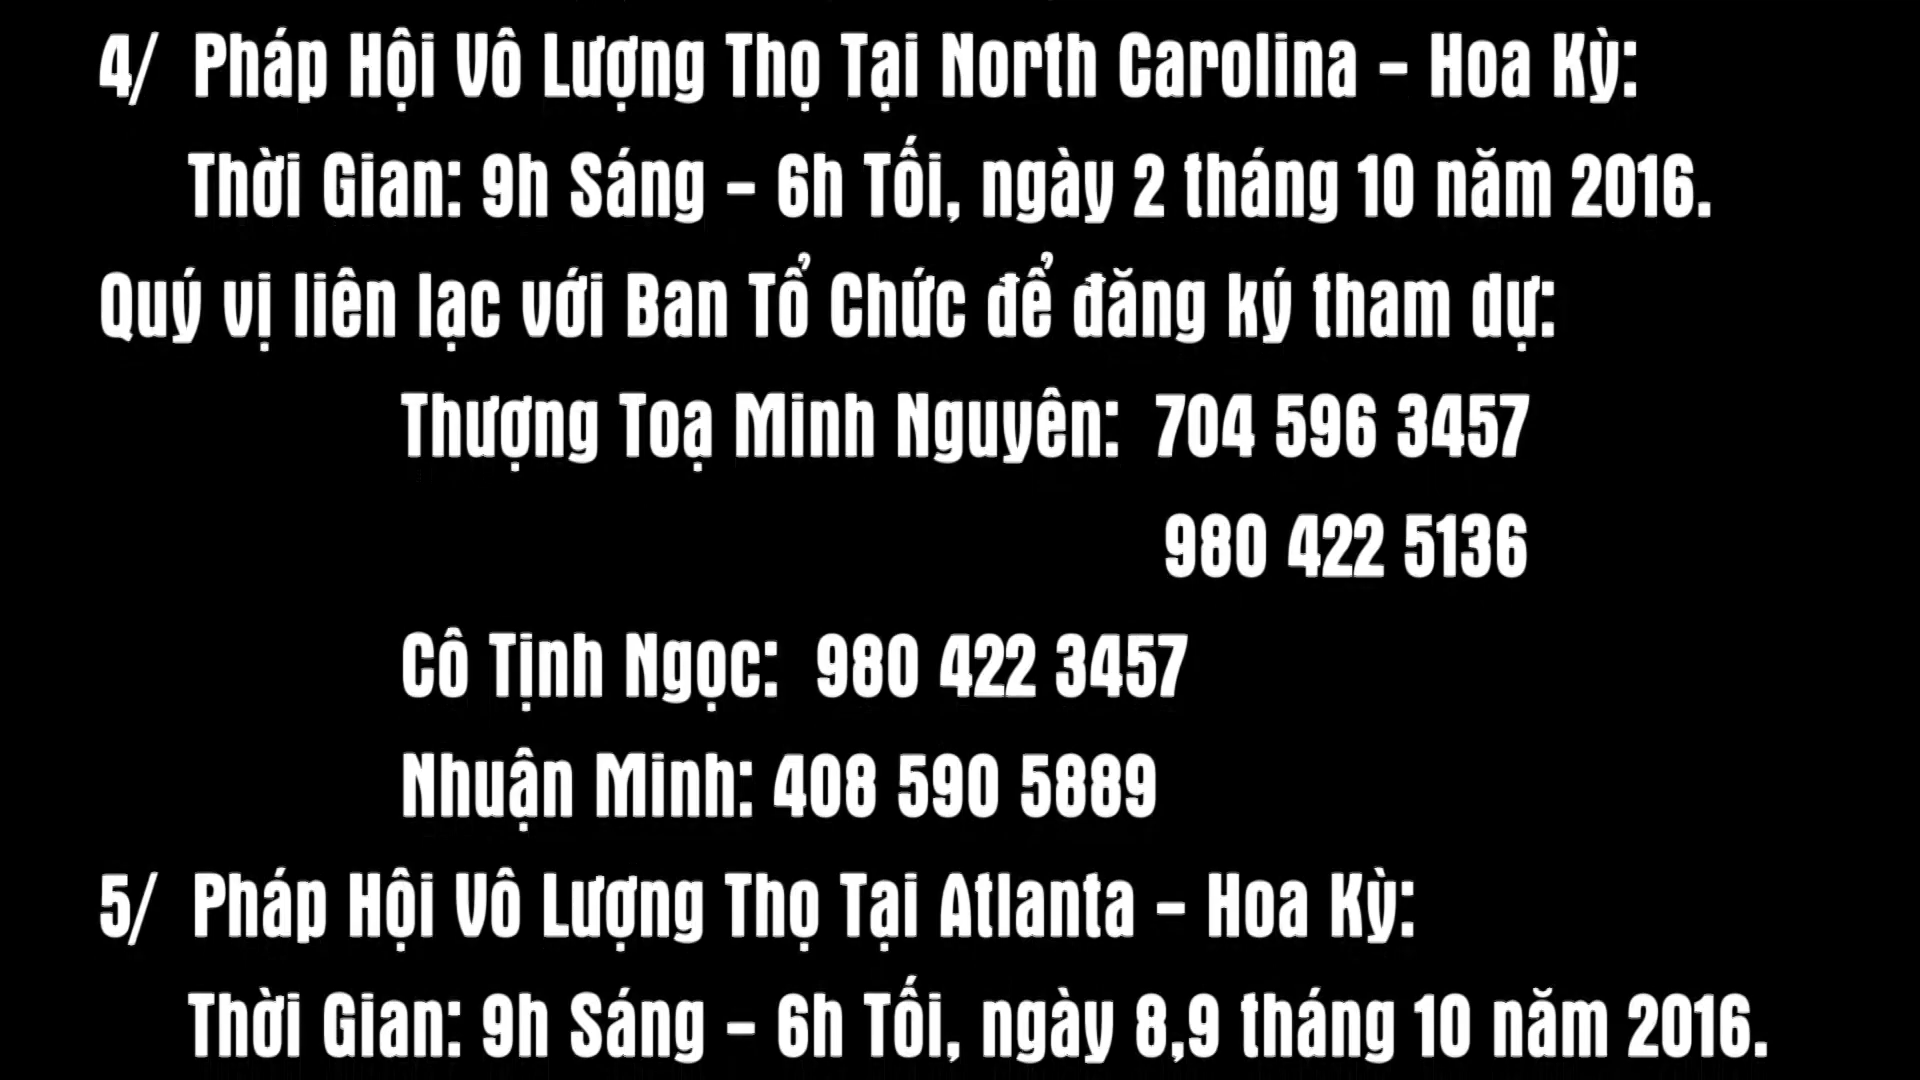 4/ Pháp Hội Vô Lượng Thọ Tại North Carolina – Hoa Kỳ:
Thời Gian: 9h Sáng – 6h Tối, ngày 2 tháng 10 năm 2016.
Quý vị liên lạc với Ban Tổ Chức để đăng ký tham dự:
Thượng Toạ Minh Nguyên: 704 596 3457
980 422 5136
Cô Tịnh Ngọc: 980 422 3457
Nhuận Minh: 408 590 5889
5/ Pháp Hội Vô Lượng Thọ Tại Atlanta – Hoa Kỳ:
Thời Gian: 9h Sáng – 6h Tối, ngày 8,9 tháng 10 năm 2016.